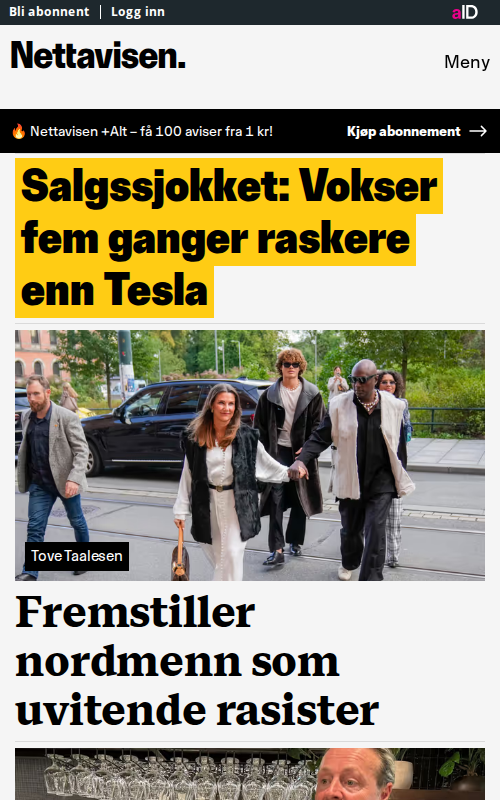 Bli abonnent | Logg inn
aID
Nettavisen.
Meny
🔥 Nettavisen +Alt – få 100 aviser fra 1 kr!
Kjøp abonnement →
Salgssjokket: Vokser
fem ganger raskere
enn Tesla
Tove Taalesen
Fremstiller
nordmenn som
uvitende rasister